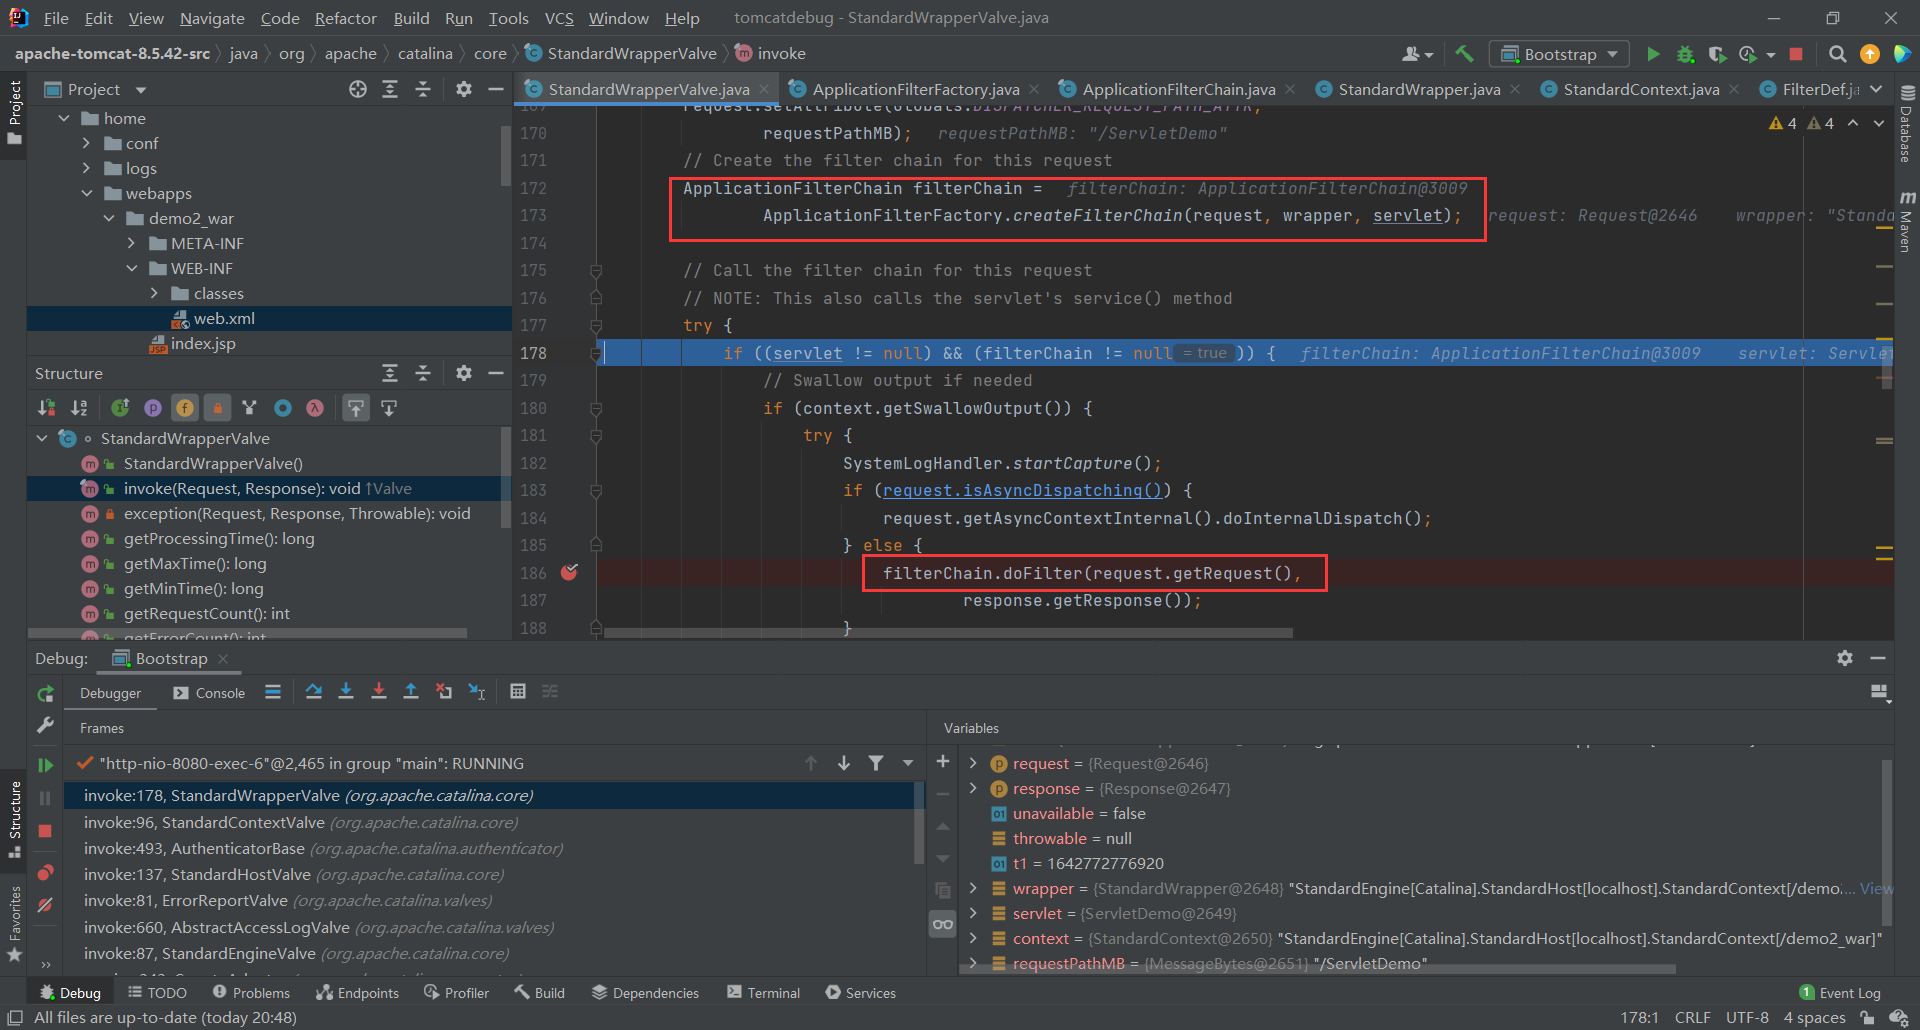 File Edit View Navigate Code Refactor Build Run Tools VCS Window Help tomcatdebug - StandardWrapperValve.java
apache-tomcat-8.5.42-src java org apache catalina core StandardWrapperValve invoke Bootstrap
Project
StandardWrapperValve.java ApplicationFilterFactory.java ApplicationFilterChain.java StandardWrapper.java StandardContext.java FilterDef.ja
home
conf
logs
webapps
demo2_war
META-INF
WEB-INF
classes
web.xml
index.jsp
Structure
StandardWrapperValve
StandardWrapperValve()
invoke(Request, Response): void ↑Valve
exception(Request, Response, Throwable): void
getProcessingTime(): long
getMaxTime(): long
getMinTime(): long
getRequestCount(): int
getErrorCount(): int
169 request.setAttribute(Globals.DISPATCHER_REQUEST_PATH_ATTR,
170 requestPathMB); requestPathMB: "/ServletDemo"
4 4
171 // Create the filter chain for this request
172 ApplicationFilterChain filterChain = filterChain: ApplicationFilterChain@3009
173 ApplicationFilterFactory.createFilterChain(request, wrapper, servlet); request: Request@2646 wrapper: "Standa
174
175 // Call the filter chain for this request
176 // NOTE: This also calls the servlet's service() method
177 try {
178 if ((servlet != null) && (filterChain != null = true )) { filterChain: ApplicationFilterChain@3009 servlet: Servlet
179 // Swallow output if needed
180 if (context.getSwallowOutput()) {
181 try {
182 SystemLogHandler.startCapture();
183 if (request.isAsyncDispatching()) {
184 request.getAsyncContextInternal().doInternalDispatch();
185 } else {
186 filterChain.doFilter(request.getRequest(),
187 response.getResponse());
188 }
Project
Structure
Favorites
Database
Maven
Debug: Bootstrap
Debugger Console
Frames
"http-nio-8080-exec-6"@2,465 in group "main": RUNNING
invoke:178, StandardWrapperValve (org.apache.catalina.core)
invoke:96, StandardContextValve (org.apache.catalina.core)
invoke:493, AuthenticatorBase (org.apache.catalina.authenticator)
invoke:137, StandardHostValve (org.apache.catalina.core)
invoke:81, ErrorReportValve (org.apache.catalina.valves)
invoke:660, AbstractAccessLogValve (org.apache.catalina.valves)
invoke:87, StandardEngineValve (org.apache.catalina.core)
Variables
request = {Request@2646}
response = {Response@2647}
unavailable = false
throwable = null
t1 = 1642772776920
wrapper = {StandardWrapper@2648} "StandardEngine[Catalina].StandardHost[localhost].StandardContext[/demo... View
servlet = {ServletDemo@2649}
context = {StandardContext@2650} "StandardEngine[Catalina].StandardHost[localhost].StandardContext[/demo2_war]"
requestPathMB = {MessageBytes@2651} "/ServletDemo"
Debug TODO Problems Endpoints Profiler Build Dependencies Terminal Services 1 Event Log
All files are up-to-date (today 20:48) 178:1 CRLF UTF-8 4 spaces